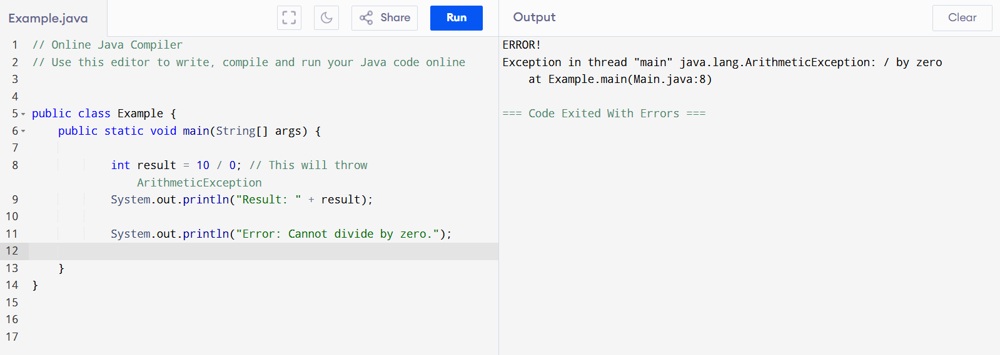 Example.java
Share
Run
Output
Clear
1 // Online Java Compiler
2 // Use this editor to write, compile and run your Java code online
3
4
5 public class Example {
6     public static void main(String[] args) {
7
8             int result = 10 / 0; // This will throw
                ArithmeticException
9             System.out.println("Result: " + result);
10
11             System.out.println("Error: Cannot divide by zero.");
12
13     }
14 }
15
16
17
ERROR!
Exception in thread "main" java.lang.ArithmeticException: / by zero
    at Example.main(Main.java:8)
=== Code Exited With Errors ===